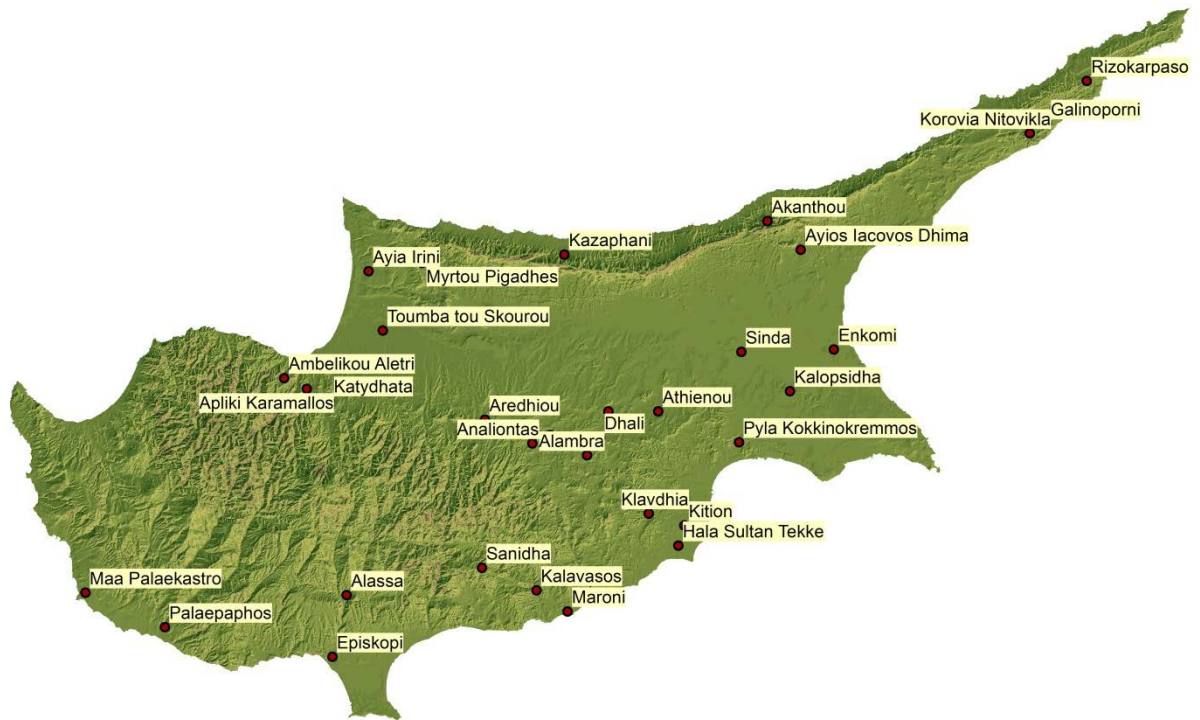 Rizokarpaso
Galinoporni
Korovia Nitovikla
Akanthou
Ayios Iacovos Dhima
Kazaphani
Ayia Irini
Myrtou Pigadhes
Toumba tou Skourou
Sinda
Enkomi
Ambelikou Aletri
Katydhata
Apliki Karamallos
Kalopsidha
Aredhiou
Athienou
Dhali
Analiontas
Alambra
Pyla Kokkinokremmos
Klavdhia
Kition
Hala Sultan Tekke
Sanidha
Maa Palaekastro
Alassa
Kalavasos
Maroni
Palaepaphos
Episkopi